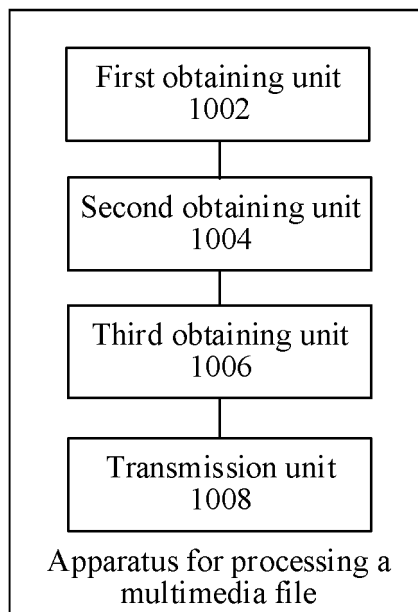 First obtaining unit
1002
Second obtaining unit
1004
Third obtaining unit
1006
Transmission unit
1008
Apparatus for processing a
multimedia file